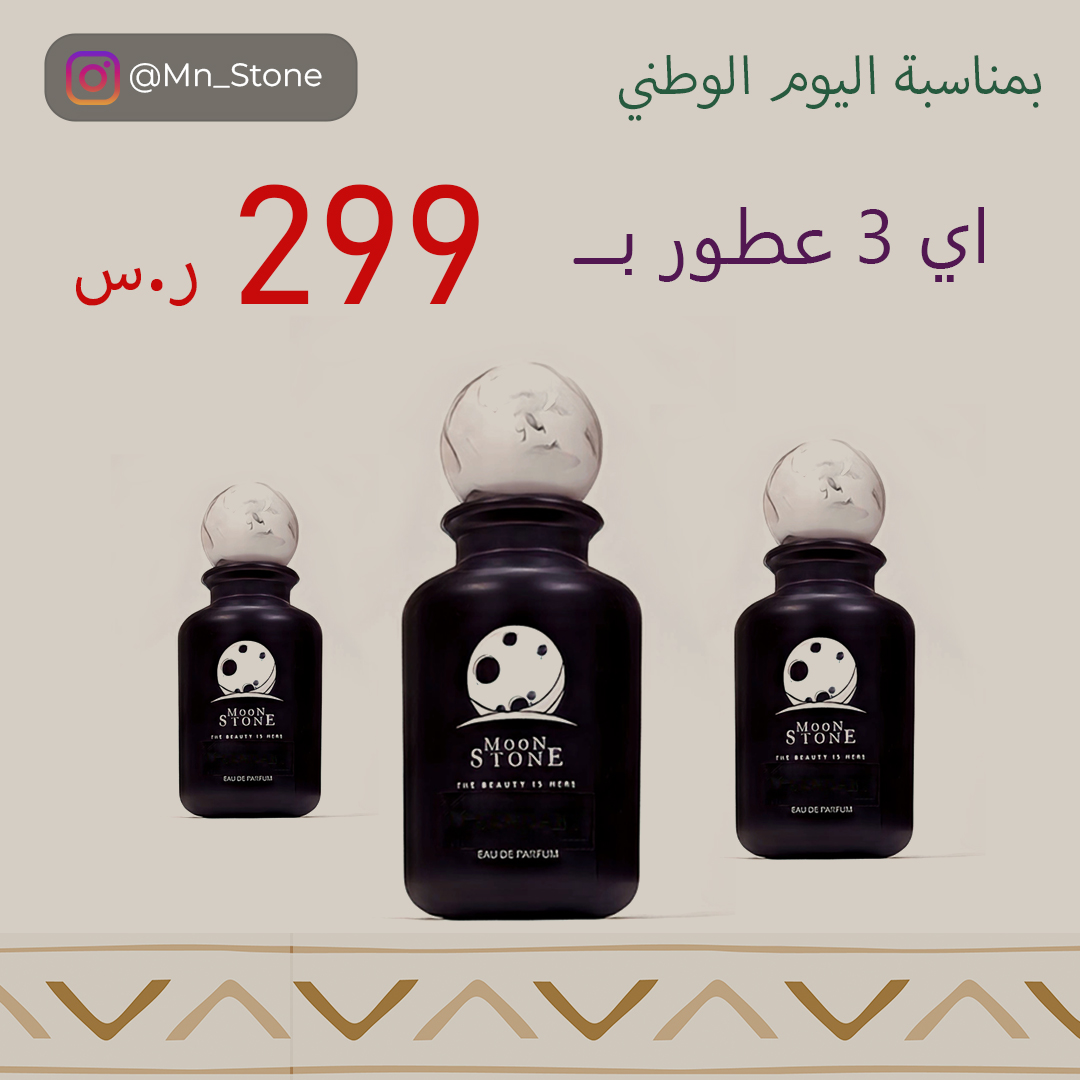 @Mn_Stone
بمناسبة اليوم الوطني
اي 3 عطور بـ
299 ر.س
MOON
STONE
THE BEAUTY IS HERE
EAU DE PARFUM
MOON
STONE
THE BEAUTY IS HERE
EAU DE PARFUM
MOON
STONE
THE BEAUTY IS HERE
EAU DE PARFUM